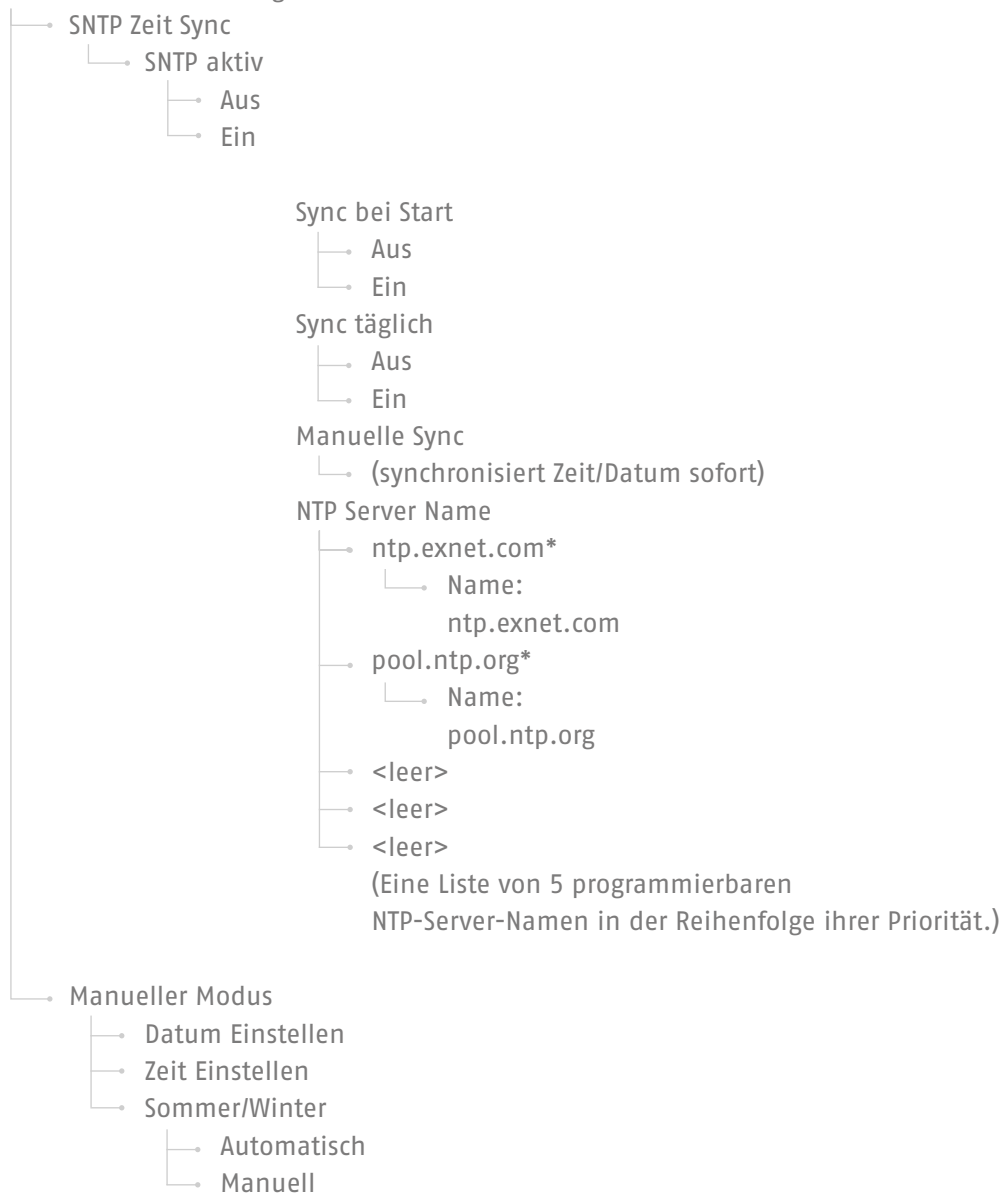 SNTP Zeit Sync
SNTP aktiv
Aus
Ein
Sync bei Start
Aus
Ein
Sync täglich
Aus
Ein
Manuelle Sync
(synchronisiert Zeit/Datum sofort)
NTP Server Name
ntp.exnet.com*
Name:
ntp.exnet.com
pool.ntp.org*
Name:
pool.ntp.org
<leer>
<leer>
<leer>
(Eine Liste von 5 programmierbaren
NTP-Server-Namen in der Reihenfolge ihrer Priorität.)
Manueller Modus
Datum Einstellen
Zeit Einstellen
Sommer/Winter
Automatisch
Manuell